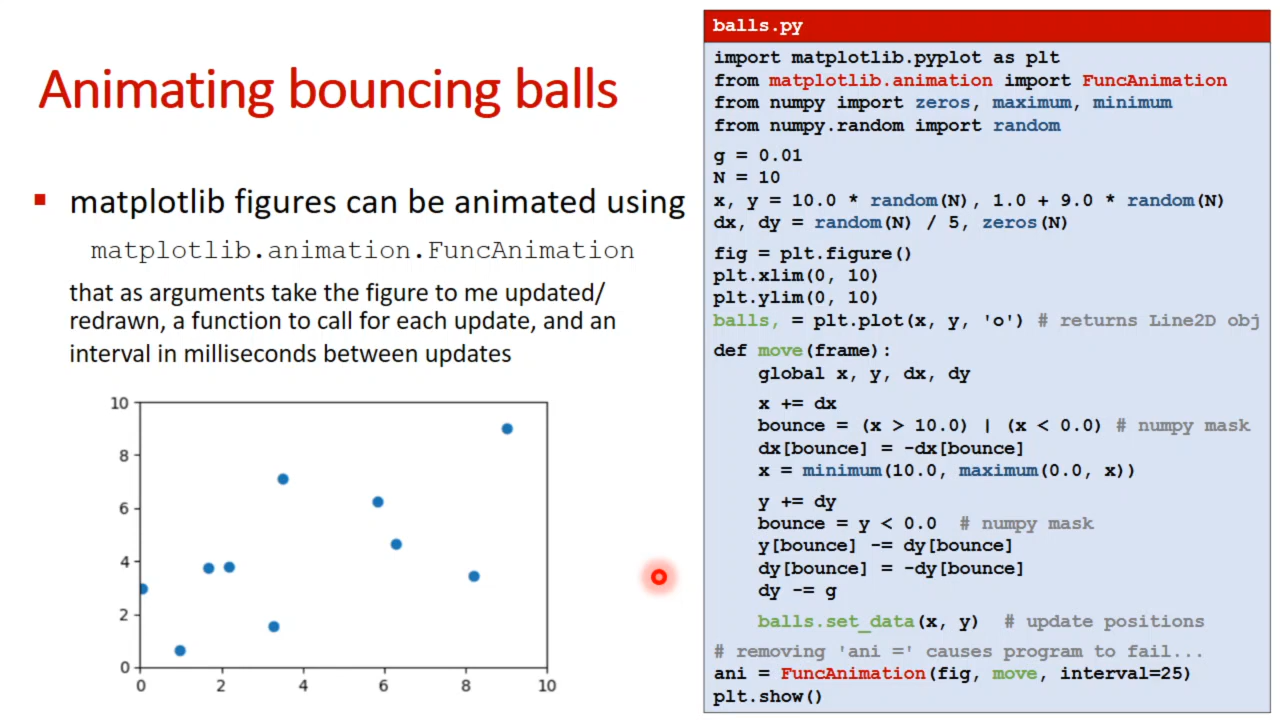 Animating bouncing balls
matplotlib figures can be animated using
matplotlib.animation.FuncAnimation
that as arguments take the figure to me updated/
redrawn, a function to call for each update, and an
interval in milliseconds between updates
10
8
6
4
2
0
0 2 4 6 8 10
balls.py
import matplotlib.pyplot as plt
from matplotlib.animation import FuncAnimation
from numpy import zeros, maximum, minimum
from numpy.random import random
g = 0.01
N = 10
x, y = 10.0 * random(N), 1.0 + 9.0 * random(N)
dx, dy = random(N) / 5, zeros(N)
fig = plt.figure()
plt.xlim(0, 10)
plt.ylim(0, 10)
balls, = plt.plot(x, y, 'o') # returns Line2D obj
def move(frame):
    global x, y, dx, dy
    x += dx
    bounce = (x > 10.0) | (x < 0.0) # numpy mask
    dx[bounce] = -dx[bounce]
    x = minimum(10.0, maximum(0.0, x))
    y += dy
    bounce = y < 0.0  # numpy mask
    y[bounce] -= dy[bounce]
    dy[bounce] = -dy[bounce]
    dy -= g
    balls.set_data(x, y)  # update positions
# removing 'ani =' causes program to fail...
ani = FuncAnimation(fig, move, interval=25)
plt.show()